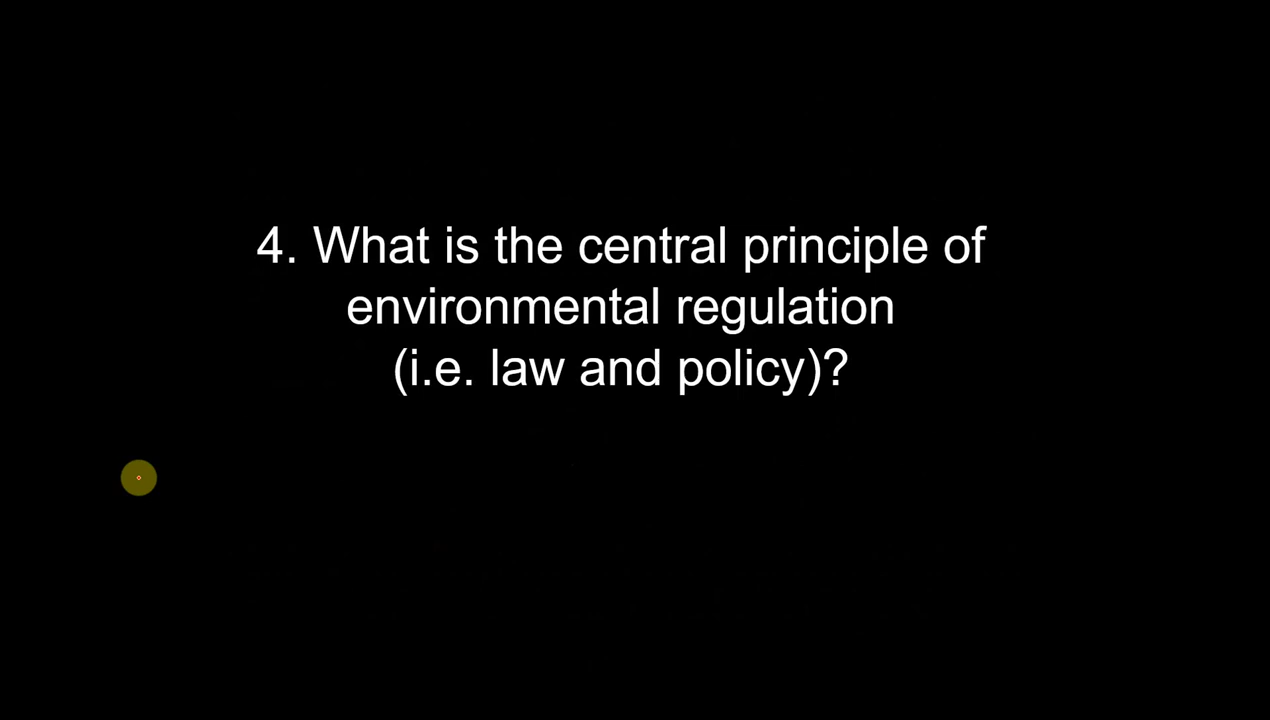 4. What is the central principle of
environmental regulation
(i.e. law and policy)?